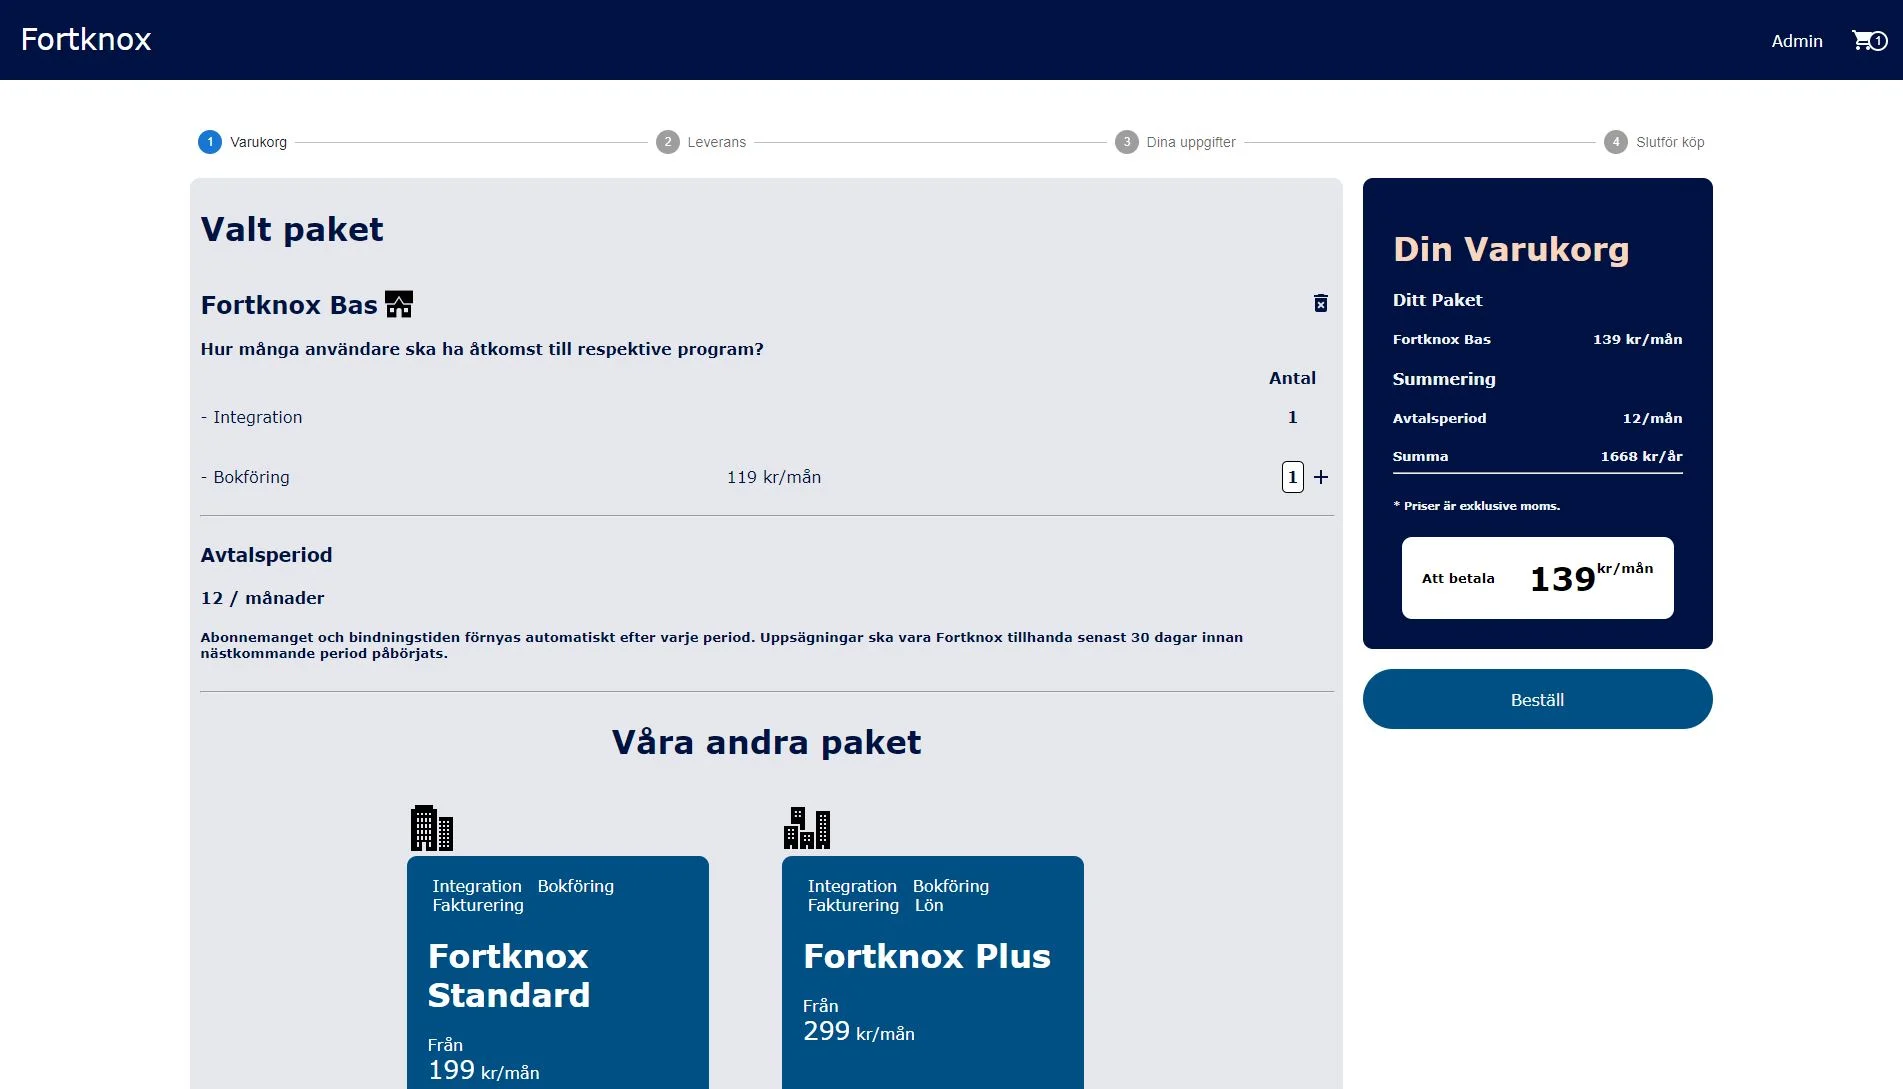 Fortknox
Admin
1
1 Varukorg
2 Leverans
3 Dina uppgifter
4 Slutför köp
Valt paket
Fortknox Bas
Hur många användare ska ha åtkomst till respektive program?
Antal
- Integration 1
- Bokföring 119 kr/mån 1 +
Avtalsperiod
12 / månader
Abonnemanget och bindningstiden förnyas automatiskt efter varje period. Uppsägningar ska vara Fortknox tillhanda senast 30 dagar innan
nästkommande period påbörjats.
Våra andra paket
Integration Bokföring
Fakturering
Fortknox
Standard
Från
199 kr/mån
Integration Bokföring
Fakturering Lön
Fortknox Plus
Från
299 kr/mån
Din Varukorg
Ditt Paket
Fortknox Bas 139 kr/mån
Summering
Avtalsperiod 12/mån
Summa 1668 kr/år
* Priser är exklusive moms.
Att betala 139 kr/mån
Beställ